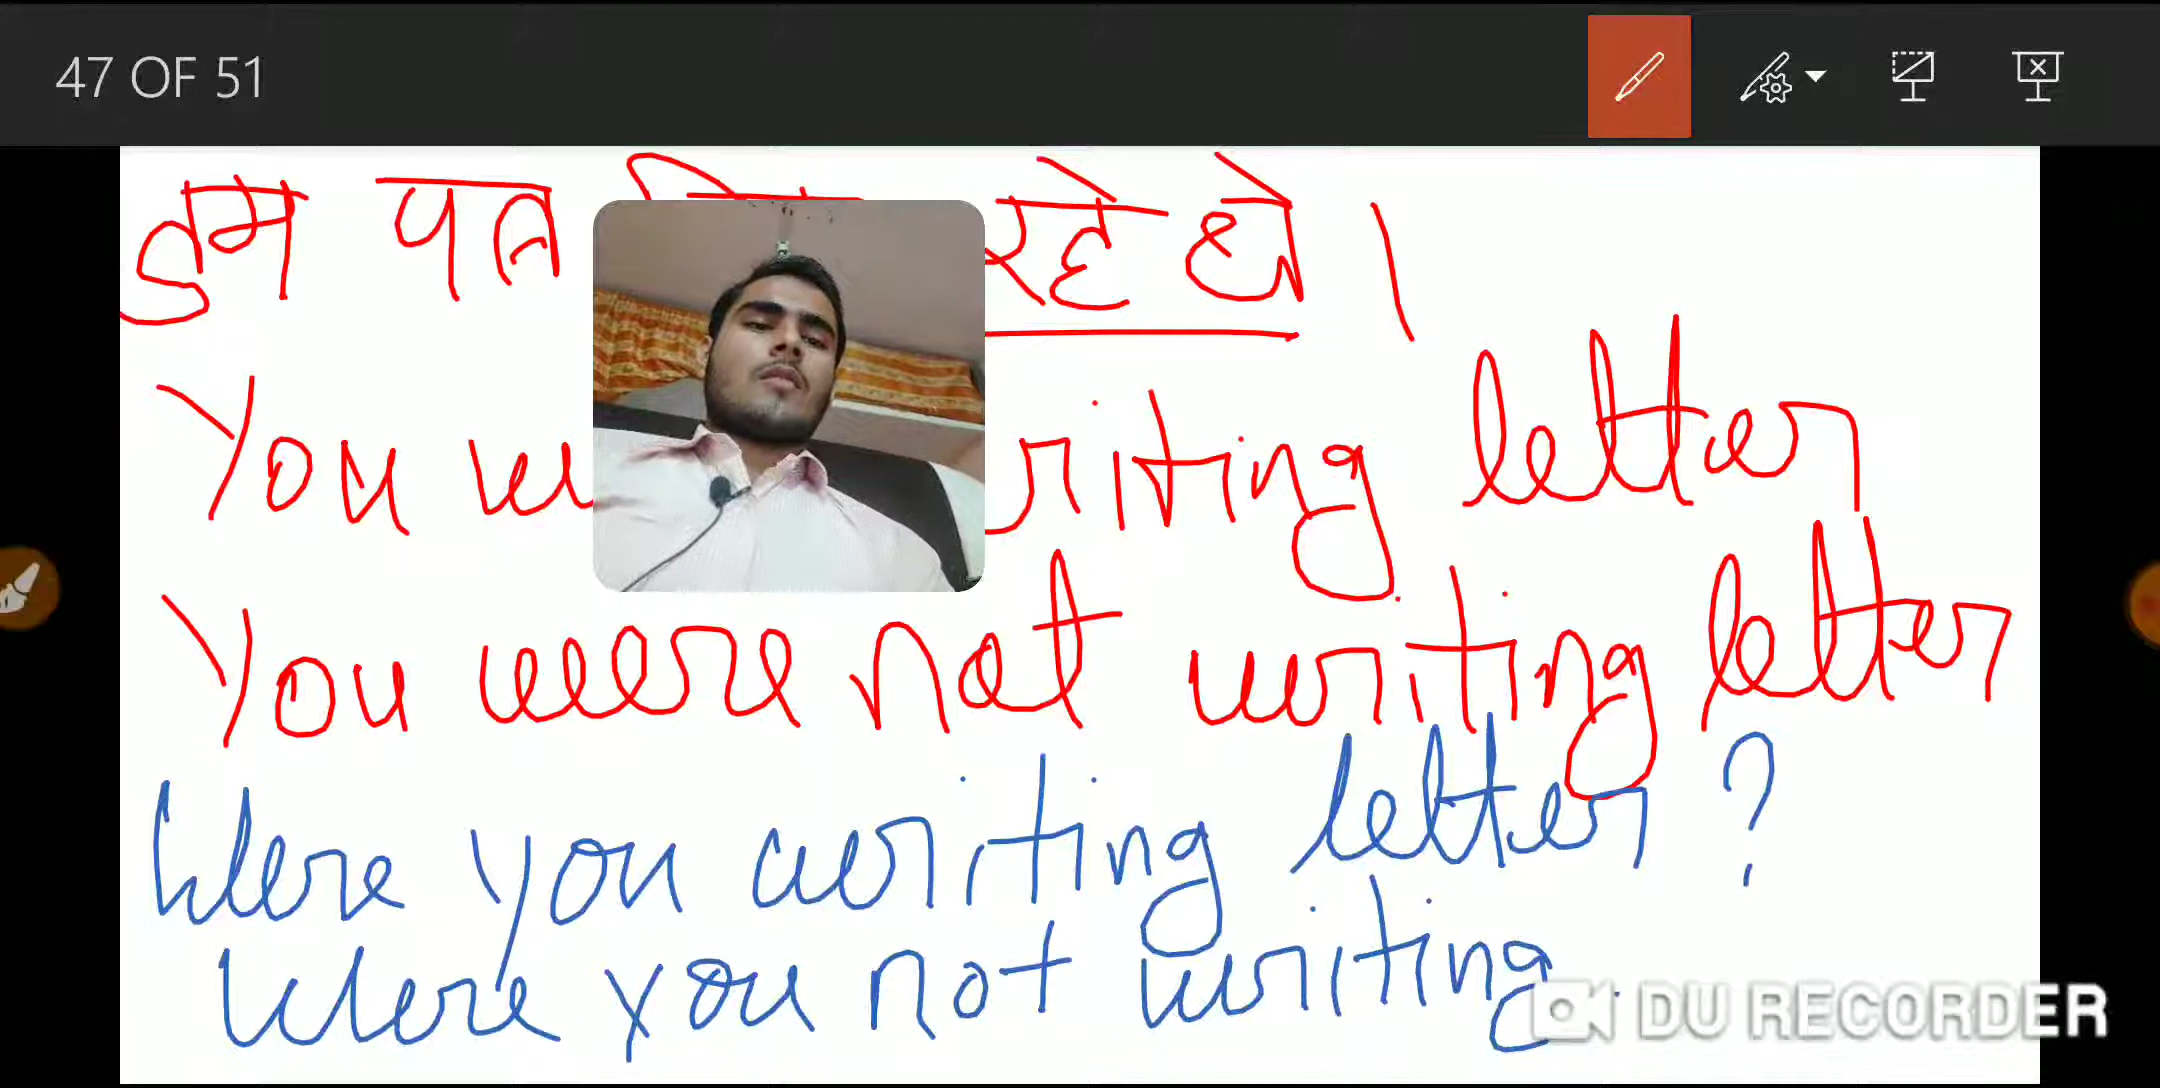 47 OF 51
पत्र रहे थे ।
You riting letter
You were not writing letter
Were you writing letter ?
Were you not writing
DU RECORDER